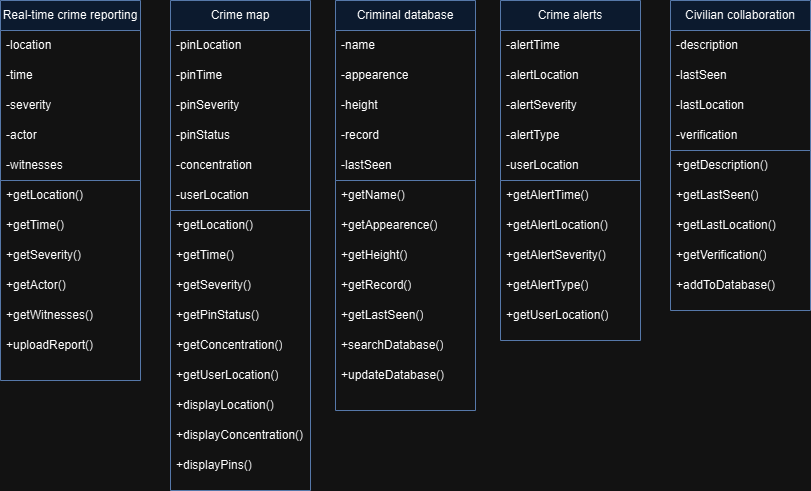 Real-time crime reporting
-location
-time
-severity
-actor
-witnesses
+getLocation()
+getTime()
+getSeverity()
+getActor()
+getWitnesses()
+uploadReport()
Crime map
-pinLocation
-pinTime
-pinSeverity
-pinStatus
-concentration
-userLocation
+getLocation()
+getTime()
+getSeverity()
+getPinStatus()
+getConcentration()
+getUserLocation()
+displayLocation()
+displayConcentration()
+displayPins()
Criminal database
-name
-appearence
-height
-record
-lastSeen
+getName()
+getAppearence()
+getHeight()
+getRecord()
+getLastSeen()
+searchDatabase()
+updateDatabase()
Crime alerts
-alertTime
-alertLocation
-alertSeverity
-alertType
-userLocation
+getAlertTime()
+getAlertLocation()
+getAlertSeverity()
+getAlertType()
+getUserLocation()
Civilian collaboration
-description
-lastSeen
-lastLocation
-verification
+getDescription()
+getLastSeen()
+getLastLocation()
+getVerification()
+addToDatabase()